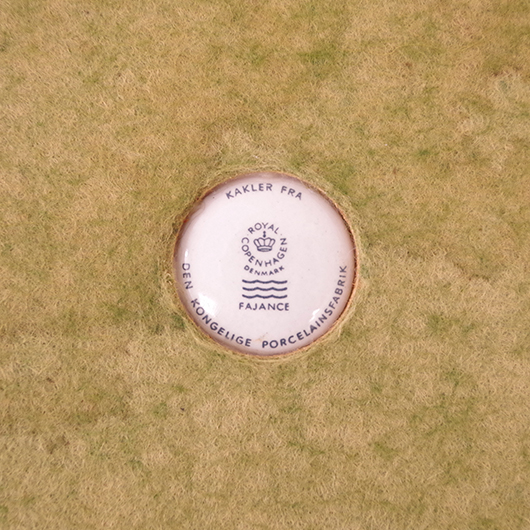 KAKLER FRA
ROYAL
COPENHAGEN
DENMARK
FAJANCE
DEN KONGELIGE PORCELAINSFABRIK